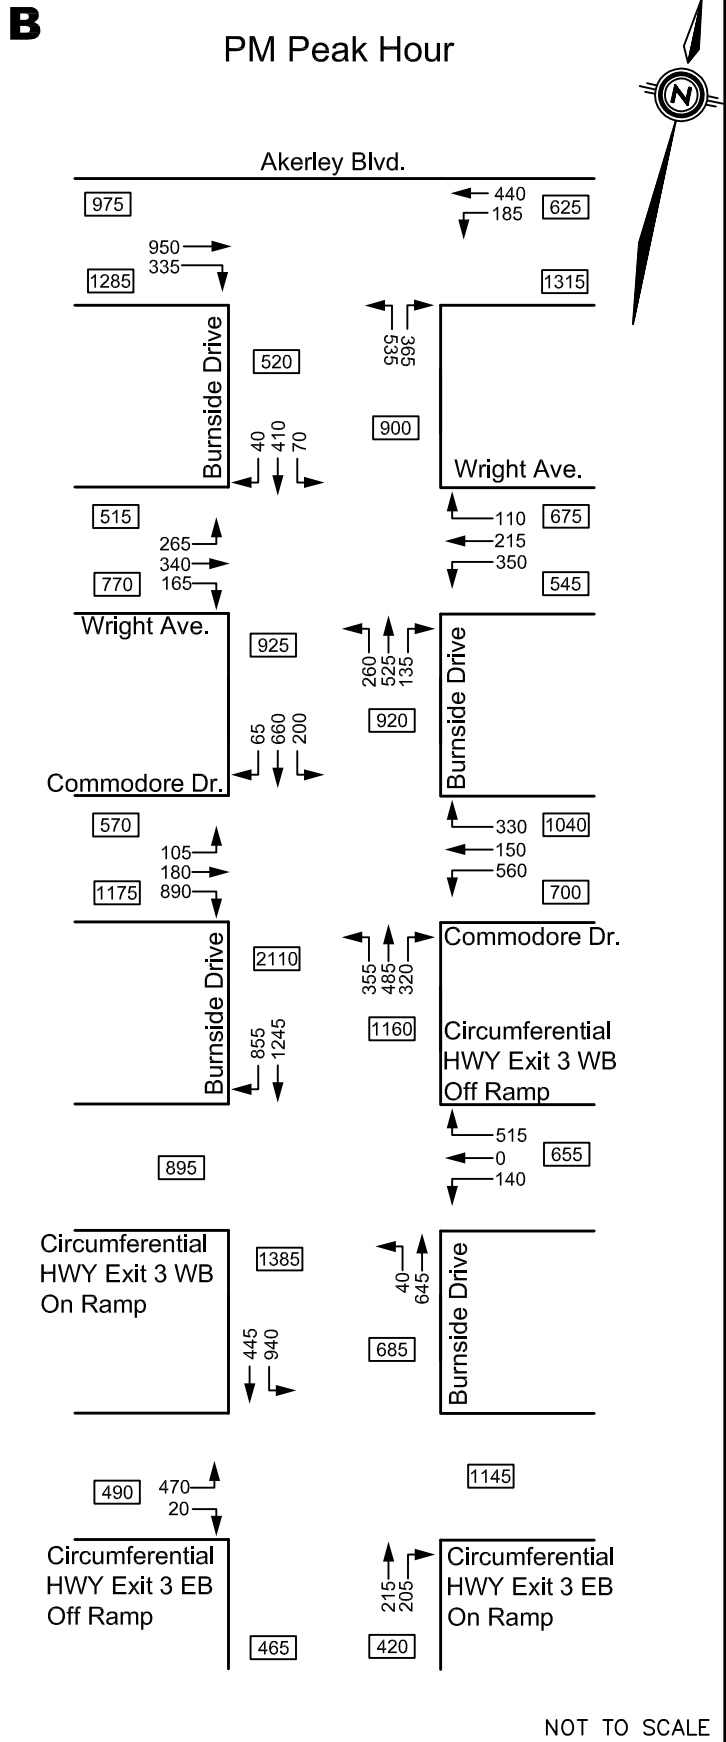 B
PM Peak Hour
N
Akerley Blvd.
975
440
185
625
950
335
1285
1315
Burnside Drive
520
535
365
900
40
410
70
Wright Ave.
515
265
340
165
770
110
215
350
675
545
Wright Ave.
925
260
525
135
920
Burnside Drive
65
660
200
Commodore Dr.
570
105
180
890
1175
330
150
560
1040
700
Burnside Drive
2110
355
485
320
Commodore Dr.
1160
855
1245
Circumferential
HWY Exit 3 WB
Off Ramp
895
515
0
140
655
Circumferential
HWY Exit 3 WB
On Ramp
1385
40
645
685
Burnside Drive
445
940
490
470
20
1145
Circumferential
HWY Exit 3 EB
Off Ramp
215
205
Circumferential
HWY Exit 3 EB
On Ramp
465
420
NOT TO SCALE